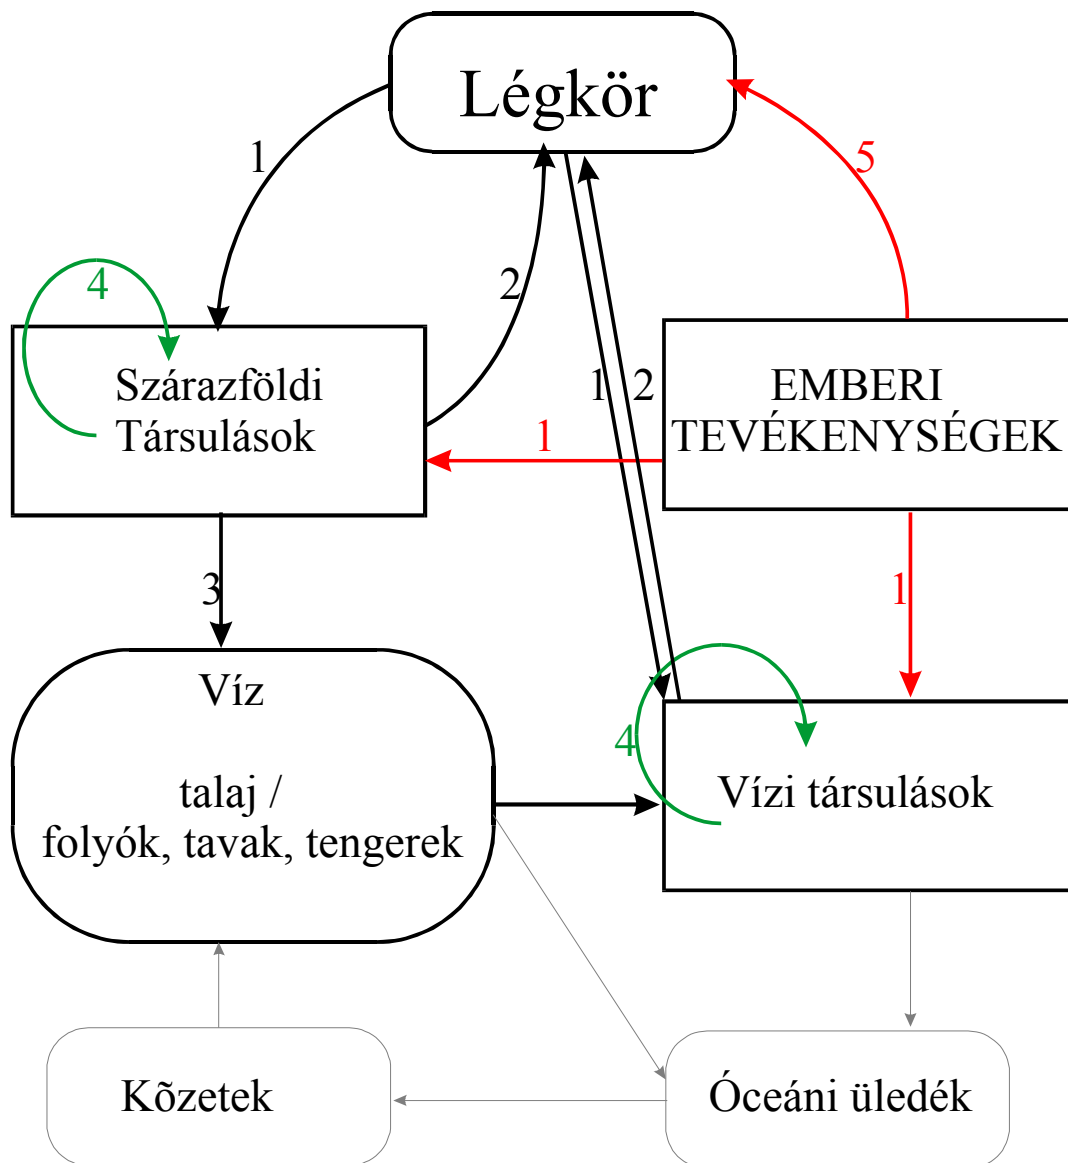 Légkör
1
5
4
2
Szárazföldi
Társulások
1
2
EMBERI
TEVÉKENYSÉGEK
1
3
1
Víz
talaj /
folyók, tavak, tengerek
4
Vízi társulások
Kõzetek
Óceáni üledék